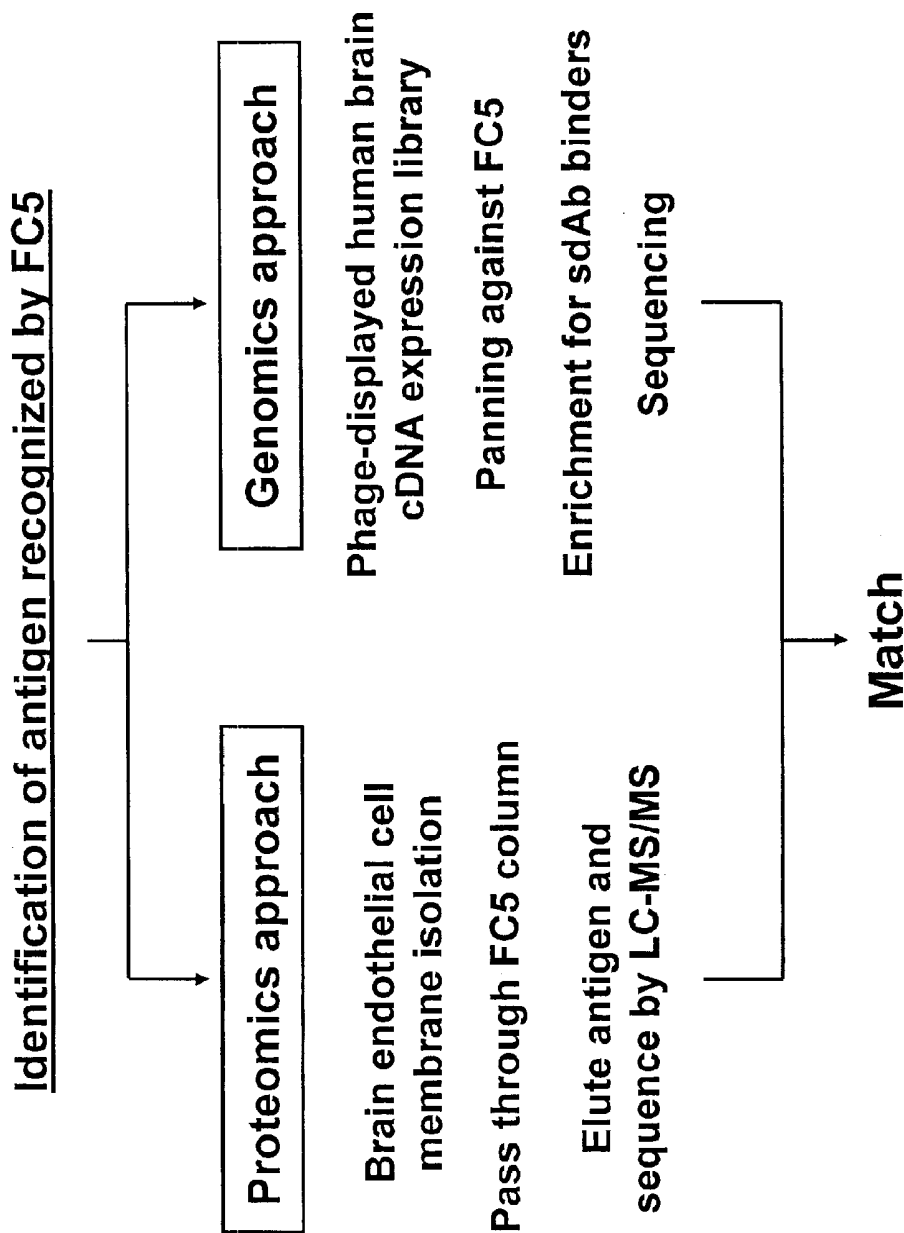 Identification of antigen recognized by FC5
Proteomics approach
Brain endothelial cell
membrane isolation
Pass through FC5 column
Elute antigen and
sequence by LC-MS/MS
Genomics approach
Phage-displayed human brain
cDNA expression library
Panning against FC5
Enrichment for sdAb binders
Sequencing
Match